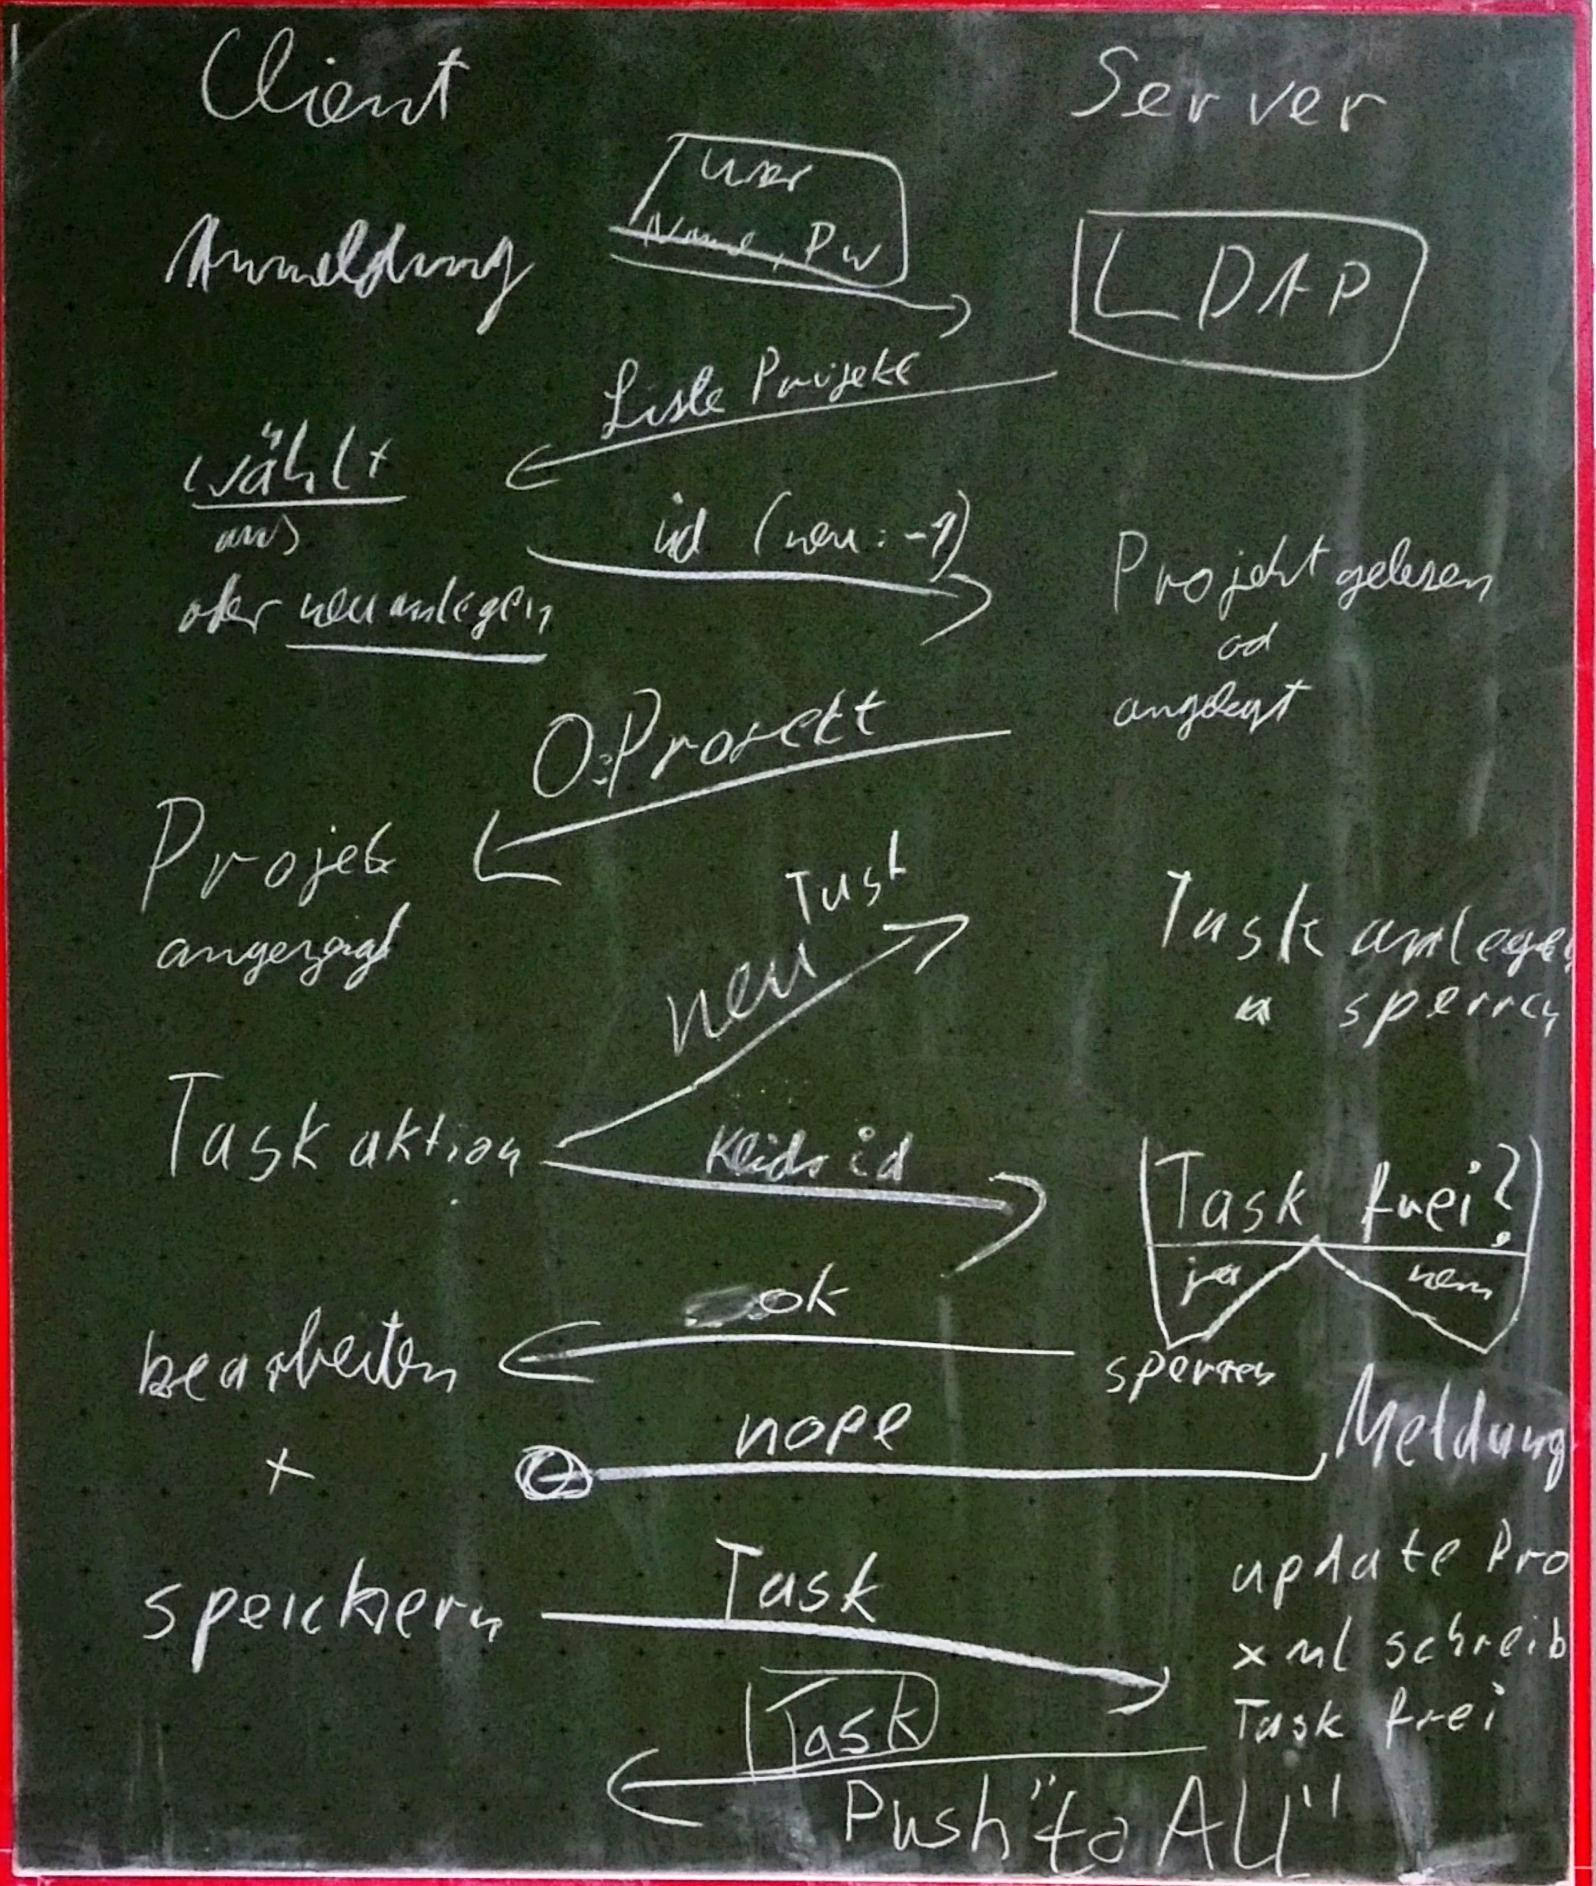 Client
Server
user
Name, Pw
Anmeldung
LDAP
Liste Projekte
wählt
aus
oder neu anlegen
id (neu: -1)
Projekt gelesen
od
angelegt
O:Projekt
Projekt
angezeigt
neu Task
Task anlegen
sperren
Task aktion
id
Task frei?
ja
nein
ok
bearbeiten
sperren
nope
Meldung
+
speichern
Task
update Pro
xml schreib
Task frei
Task
Push "to All"